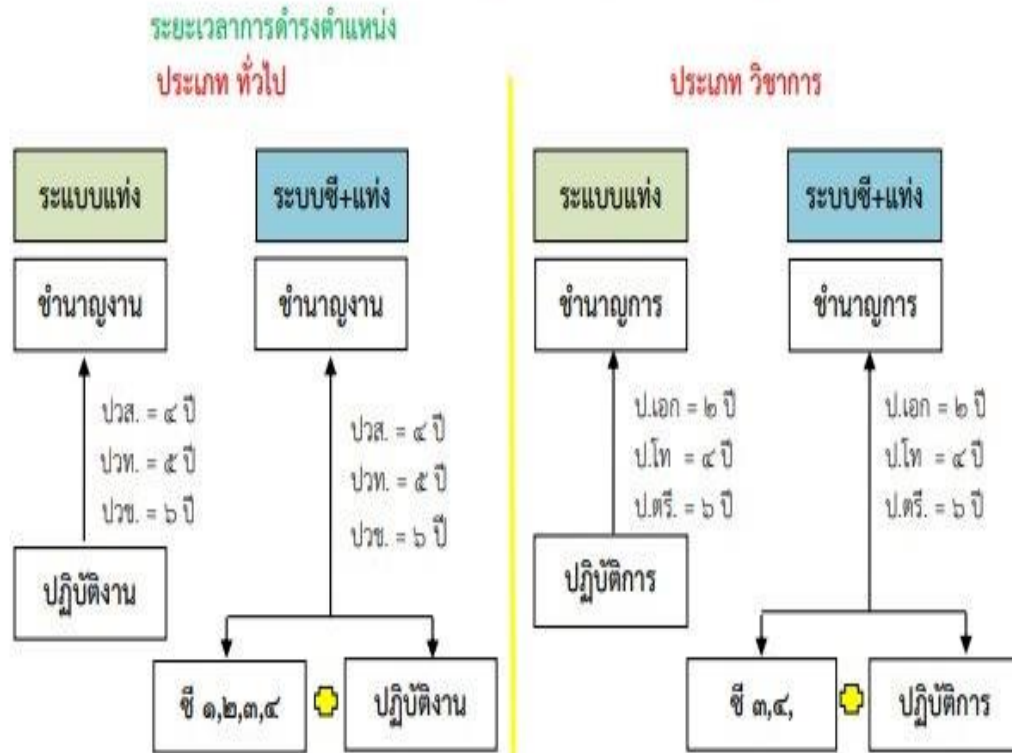 ระยะเวลาการดำรงตำแหน่ง
ประเภท ทั่วไป
ระแบบแท่ง
ระบบซี+แท่ง
ชำนาญงาน
ชำนาญงาน
ปวส. = ๔ ปี
ปวท. = ๕ ปี
ปวช. = ๖ ปี
ปวส. = ๔ ปี
ปวท. = ๕ ปี
ปวช. = ๖ ปี
ปฏิบัติงาน
ซี ๑,๒,๓,๔
ปฏิบัติงาน
ประเภท วิชาการ
ระแบบแท่ง
ระบบซี+แท่ง
ชำนาญการ
ชำนาญการ
ป.เอก = ๒ ปี
ป.โท = ๔ ปี
ป.ตรี. = ๖ ปี
ป.เอก = ๒ ปี
ป.โท = ๔ ปี
ป.ตรี. = ๖ ปี
ปฏิบัติการ
ซี ๓,๔,
ปฏิบัติการ